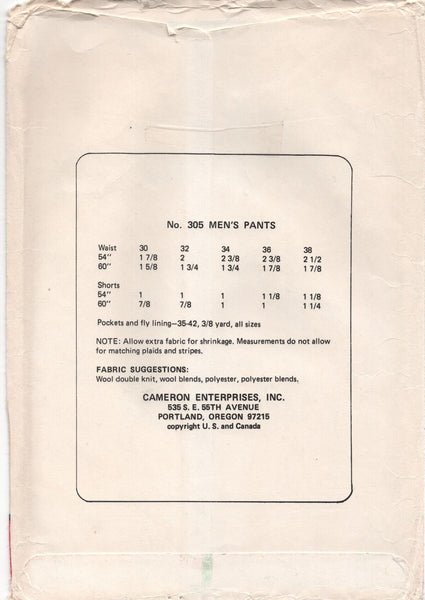 No. 305 MEN'S PANTS
Waist 30 32 34 36 38
54" 1 7/8 2 2 3/8 2 3/8 2 1/2
60" 1 5/8 1 3/4 1 3/4 1 7/8 1 7/8
Shorts
54" 1 1 1 1 1/8 1 1/8
60" 7/8 7/8 1 1 1 1/4
Pockets and fly lining—35-42, 3/8 yard, all sizes
NOTE: Allow extra fabric for shrinkage. Measurements do not allow
for matching plaids and stripes.
FABRIC SUGGESTIONS:
Wool double knit, wool blends, polyester, polyester blends.
CAMERON ENTERPRISES, INC.
535 S. E. 55TH AVENUE
PORTLAND, OREGON 97215
copyright U. S. and Canada